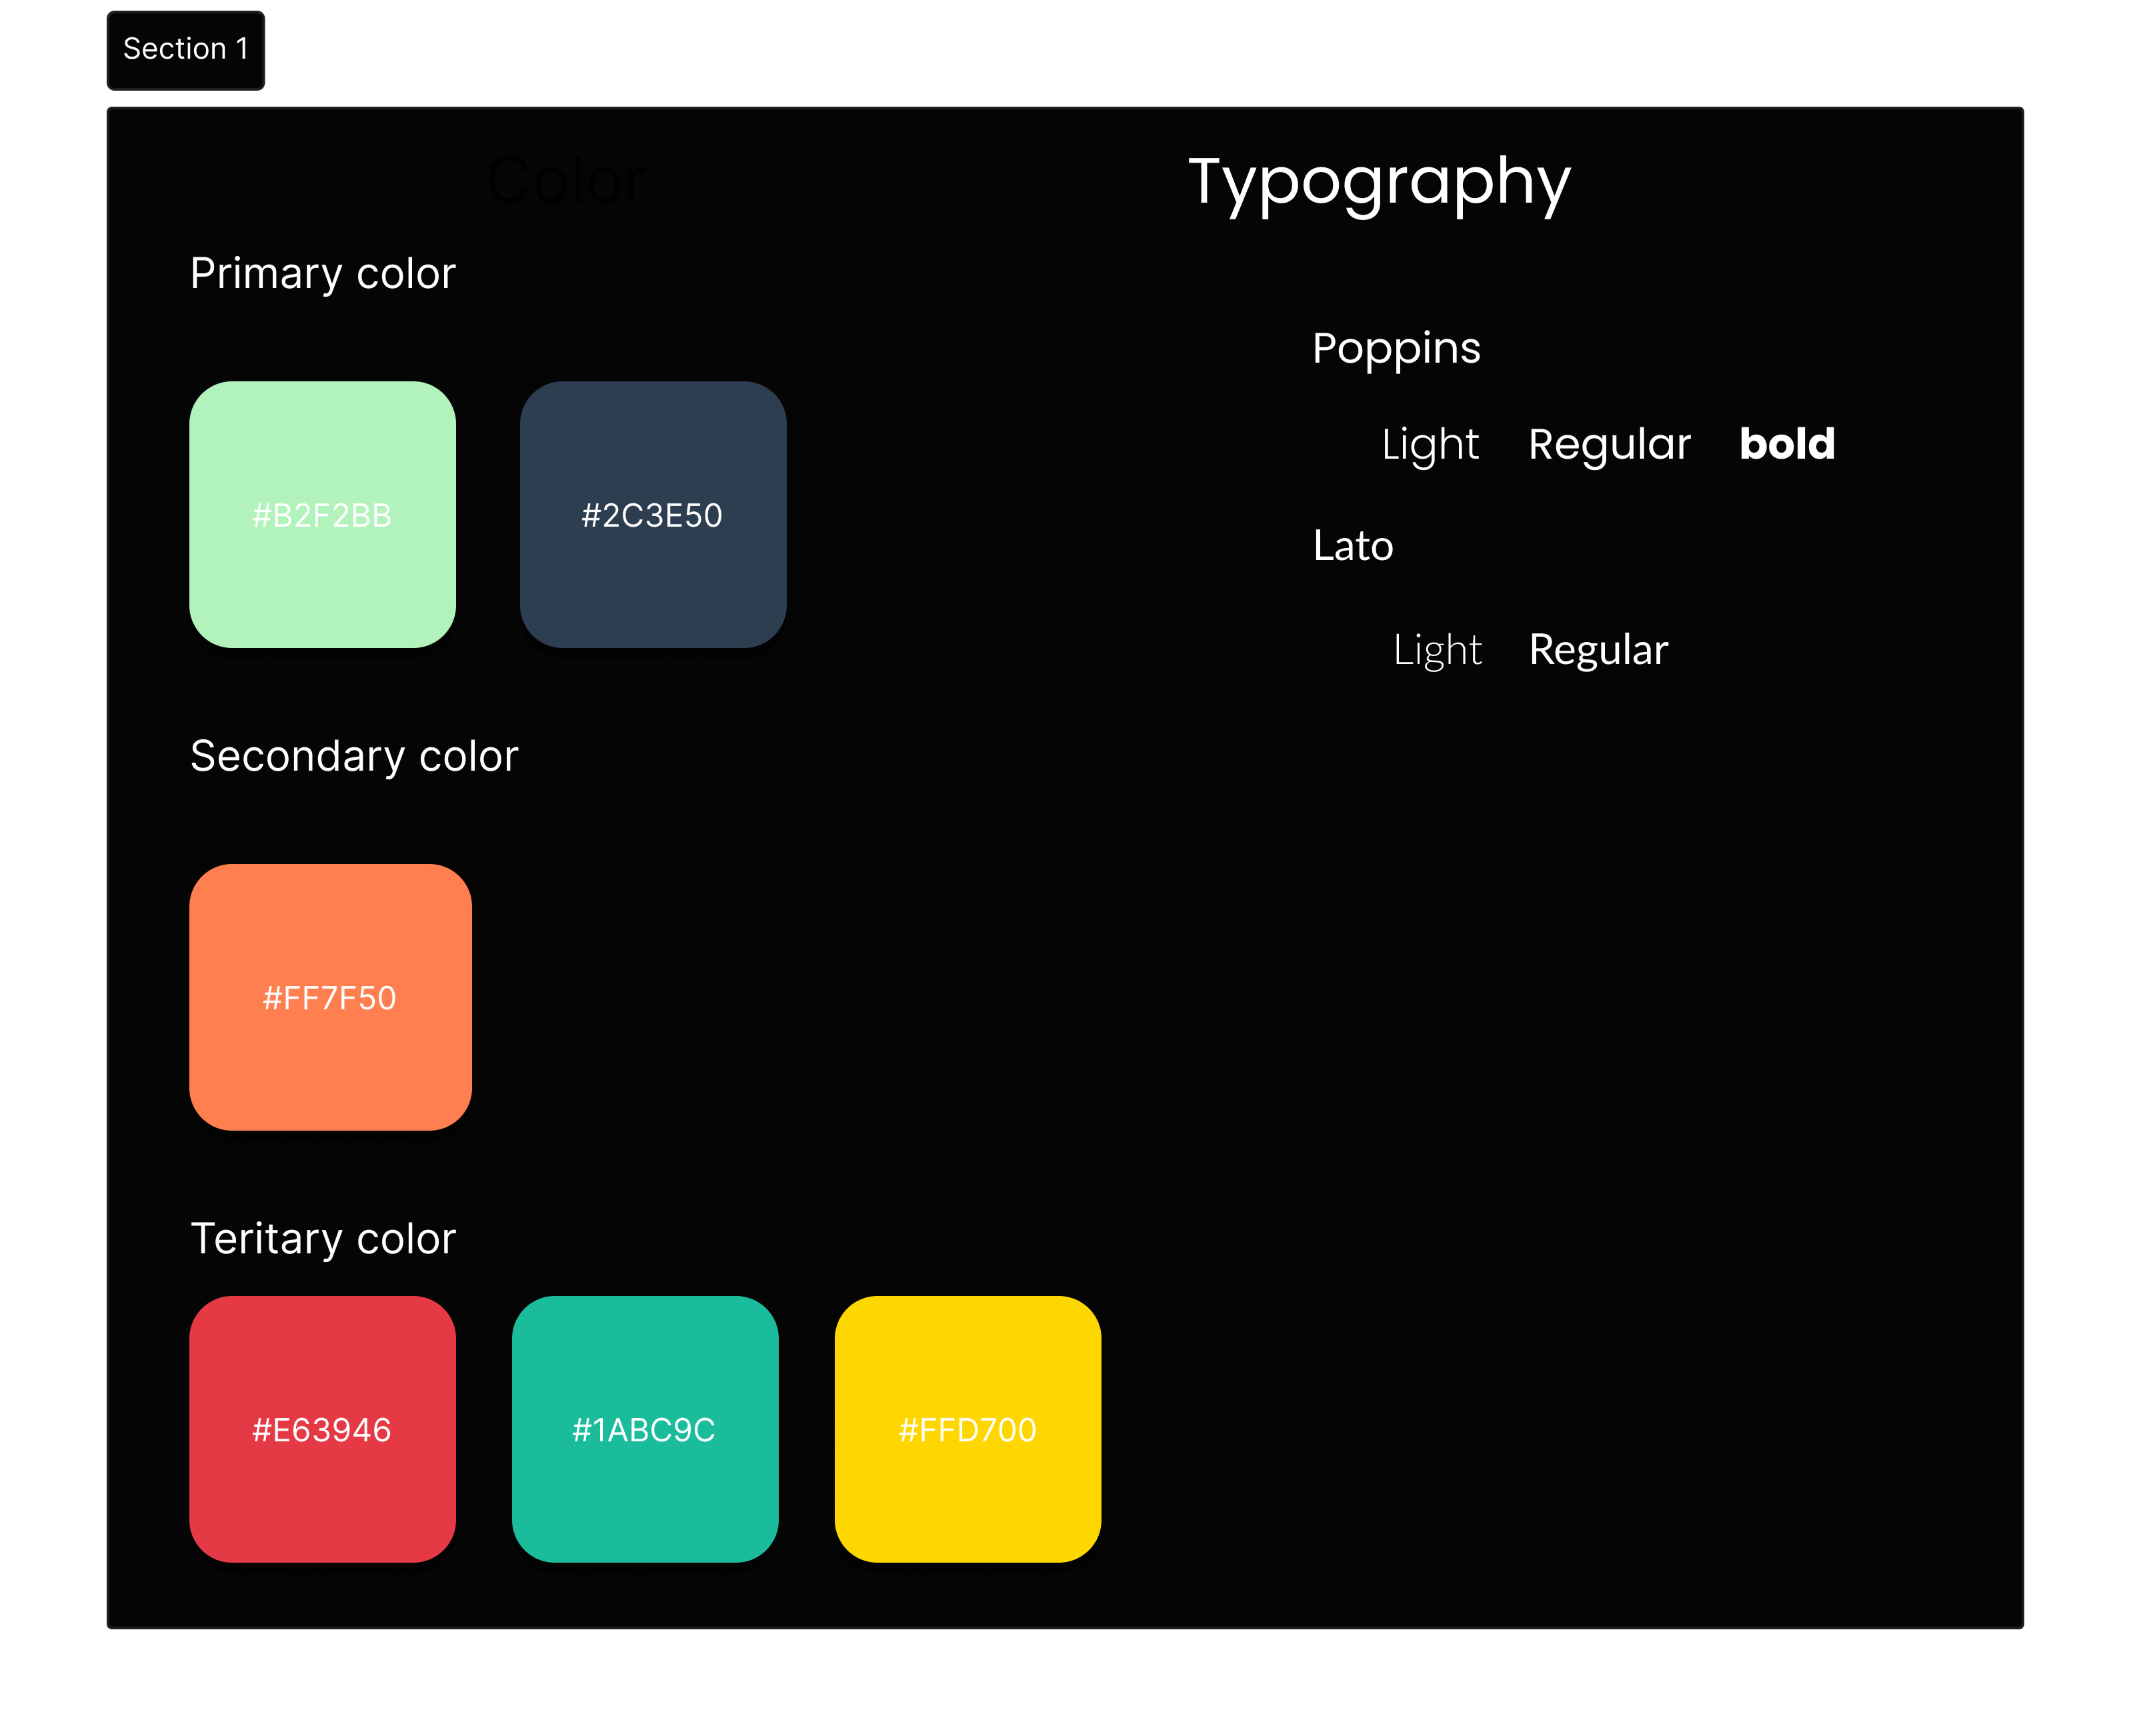 Section 1
Color
Typography
Primary color
#B2F2BB
#2C3E50
Secondary color
#FF7F50
Teritary color
#E63946
#1ABC9C
#FFD700
Poppins
Light Regular bold
Lato
Light Regular